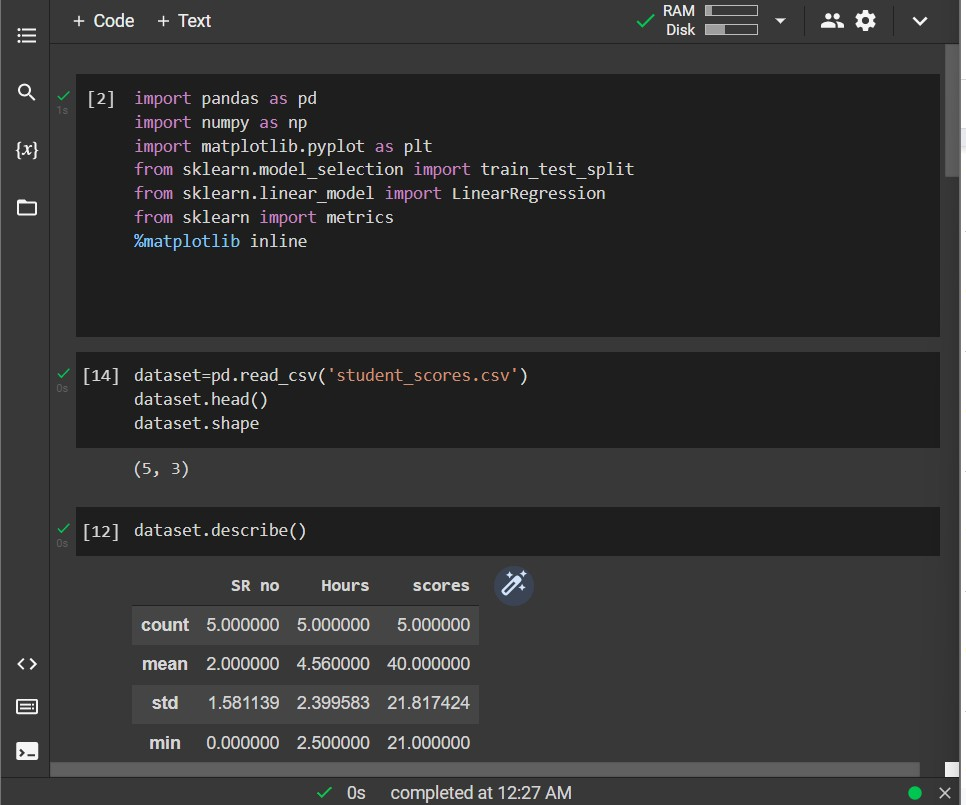 + Code + Text
RAM
Disk
{x}
1s
[2] import pandas as pd
import numpy as np
import matplotlib.pyplot as plt
from sklearn.model_selection import train_test_split
from sklearn.linear_model import LinearRegression
from sklearn import metrics
%matplotlib inline
0s
[14] dataset=pd.read_csv('student_scores.csv')
dataset.head()
dataset.shape
(5, 3)
0s
[12] dataset.describe()
SR no Hours scores
count 5.000000 5.000000 5.000000
mean 2.000000 4.560000 40.000000
std 1.581139 2.399583 21.817424
min 0.000000 2.500000 21.000000
0s completed at 12:27 AM